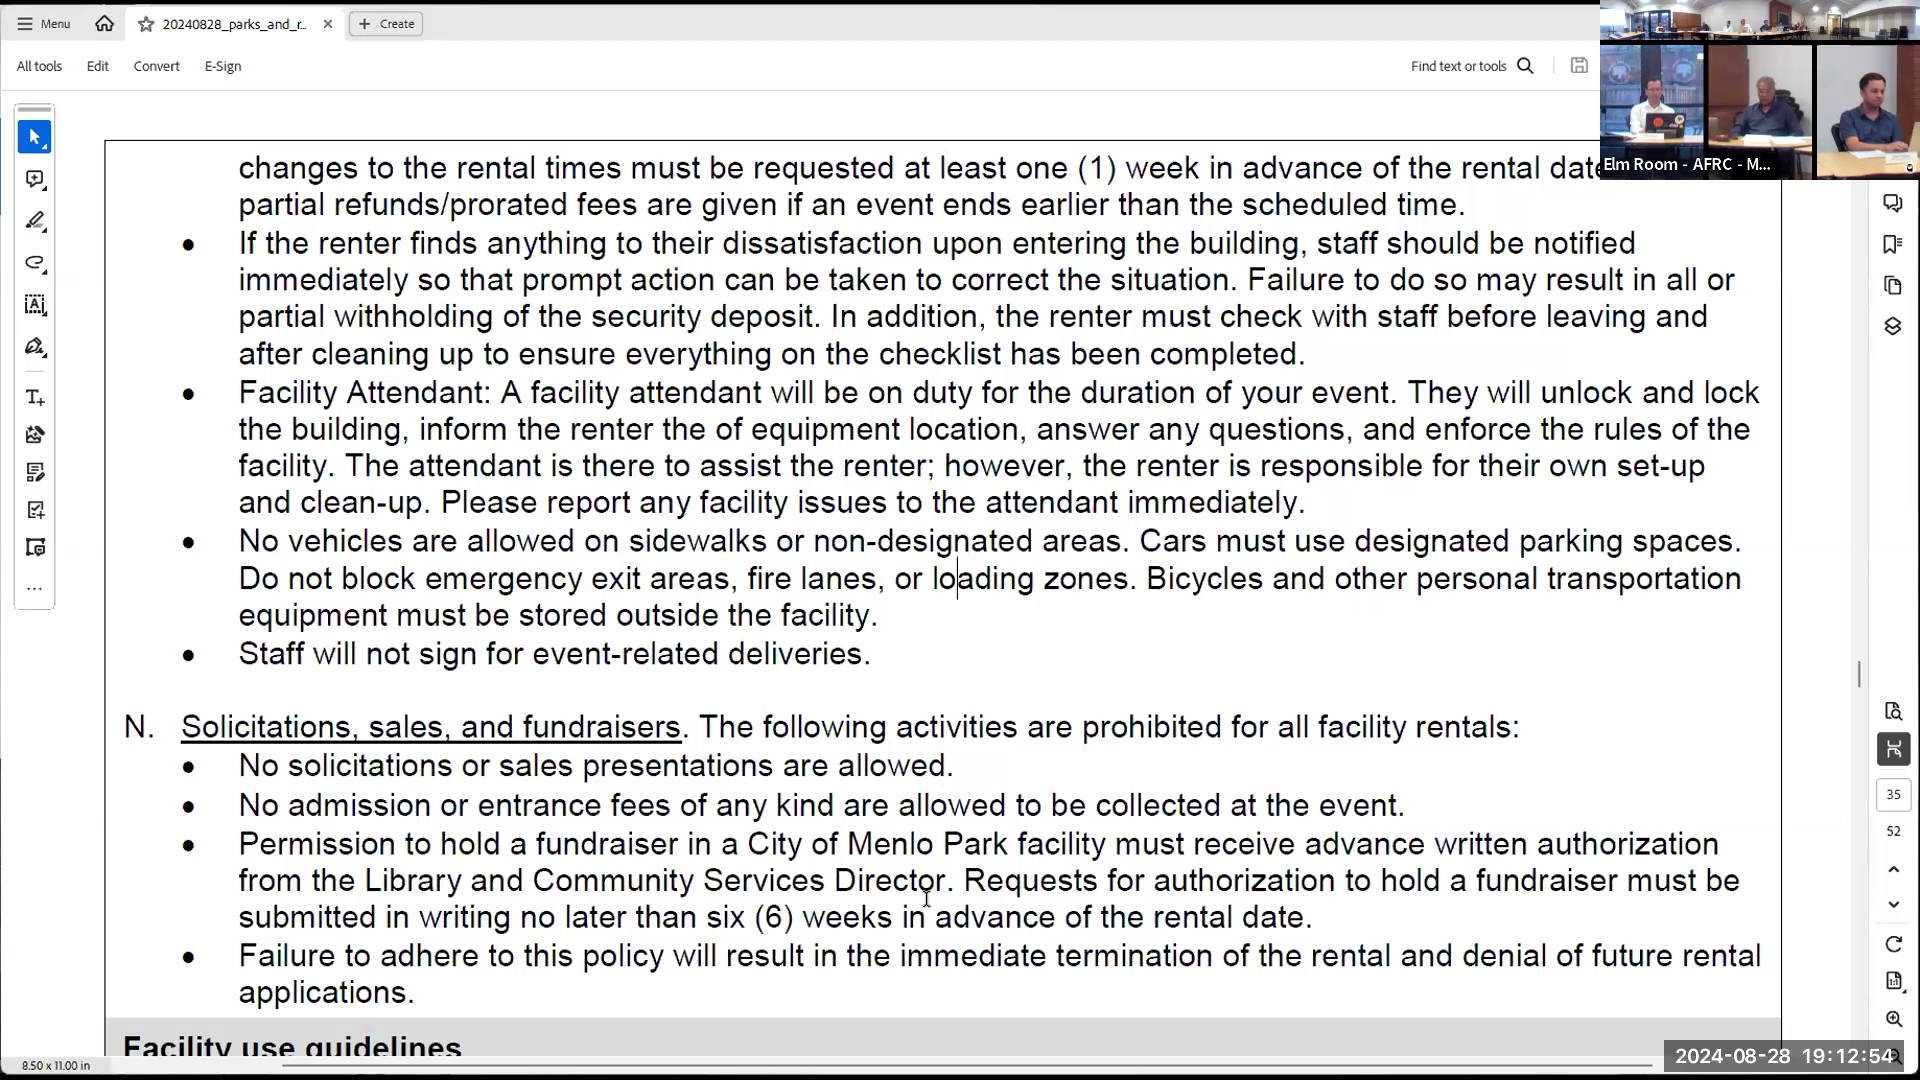 Menu
20240828_parks_and_r...
Create
All tools
Edit
Convert
E-Sign
Find text or tools
Elm Room - AFRC - M...
changes to the rental times must be requested at least one (1) week in advance of the rental date
partial refunds/prorated fees are given if an event ends earlier than the scheduled time.
• If the renter finds anything to their dissatisfaction upon entering the building, staff should be notified
immediately so that prompt action can be taken to correct the situation. Failure to do so may result in all or
partial withholding of the security deposit. In addition, the renter must check with staff before leaving and
after cleaning up to ensure everything on the checklist has been completed.
• Facility Attendant: A facility attendant will be on duty for the duration of your event. They will unlock and lock
the building, inform the renter the of equipment location, answer any questions, and enforce the rules of the
facility. The attendant is there to assist the renter; however, the renter is responsible for their own set-up
and clean-up. Please report any facility issues to the attendant immediately.
• No vehicles are allowed on sidewalks or non-designated areas. Cars must use designated parking spaces.
Do not block emergency exit areas, fire lanes, or loading zones. Bicycles and other personal transportation
equipment must be stored outside the facility.
• Staff will not sign for event-related deliveries.
N. Solicitations, sales, and fundraisers. The following activities are prohibited for all facility rentals:
• No solicitations or sales presentations are allowed.
• No admission or entrance fees of any kind are allowed to be collected at the event.
• Permission to hold a fundraiser in a City of Menlo Park facility must receive advance written authorization
from the Library and Community Services Director. Requests for authorization to hold a fundraiser must be
submitted in writing no later than six (6) weeks in advance of the rental date.
• Failure to adhere to this policy will result in the immediate termination of the rental and denial of future rental
applications.
Facility use guidelines
35
52
8.50 x 11.00 in
2024-08-28 19:12:54